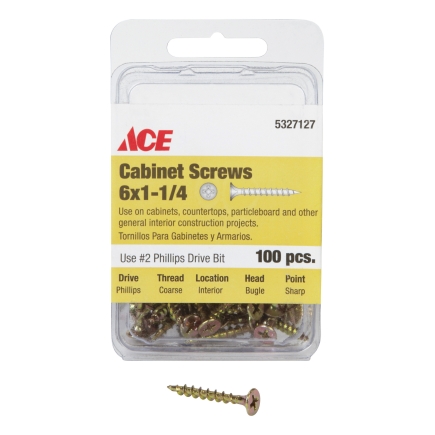 5327127
ACE
Cabinet Screws
6x1-1/4
Use on cabinets, countertops, particleboard and other
general interior construction projects.
Tornillos Para Gabinetes y Armarios.
Use #2 Phillips Drive Bit 100 pcs.
Drive Thread Location Head Point
Phillips Coarse Interior Bugle Sharp